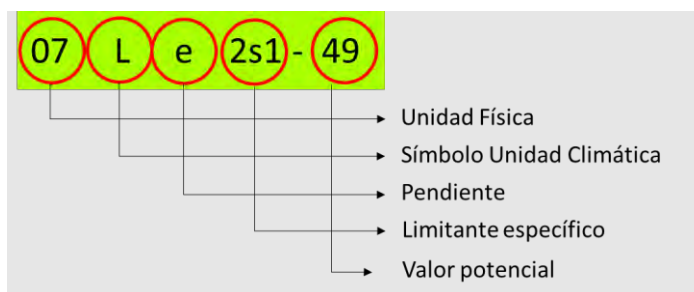 07 L e 2s1 - 49
Unidad Física
Símbolo Unidad Climática
Pendiente
Limitante específico
Valor potencial